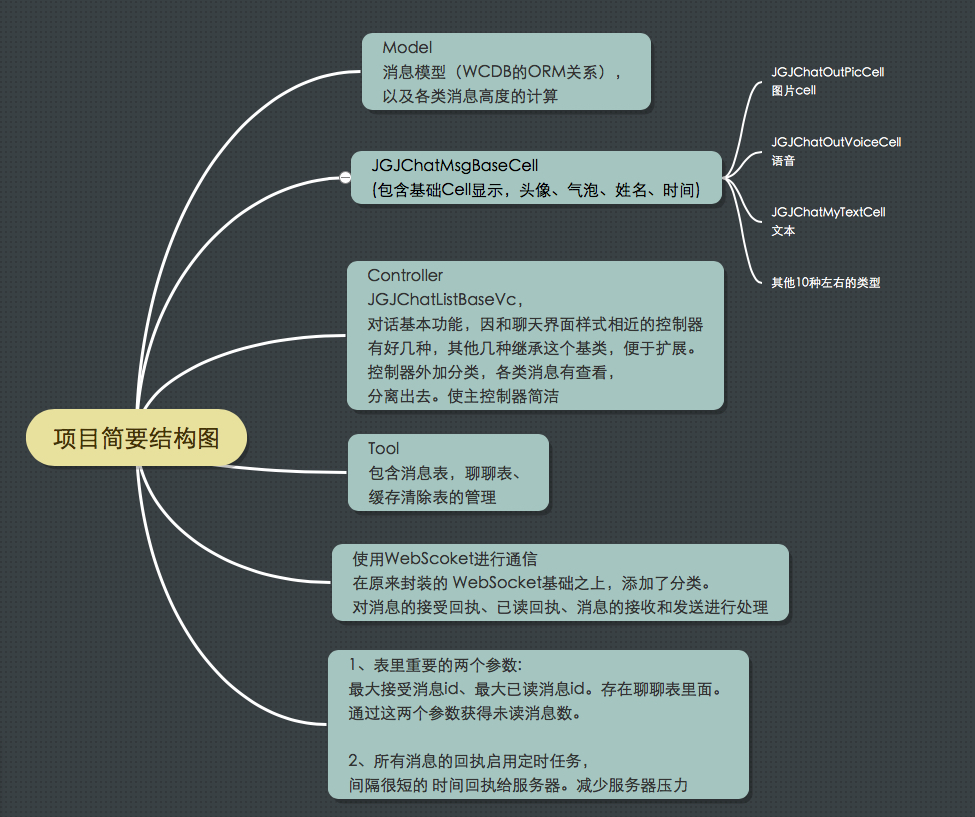 项目简要结构图
Model
消息模型（WCDB的ORM关系），
以及各类消息高度的计算
JGJChatMsgBaseCell
(包含基础Cell显示，头像、气泡、姓名、时间)
JGJChatOutPicCell
图片cell
JGJChatOutVoiceCell
语音
JGJChatMyTextCell
文本
其他10种左右的类型
Controller
JGJChatListBaseVc，
对话基本功能，因和聊天界面样式相近的控制器
有好几种，其他几种继承这个基类，便于扩展。
控制器外加分类，各类消息有查看，
分离出去。使主控制器简洁
Tool
包含消息表，聊聊表、
缓存清除表的管理
使用WebScoket进行通信
在原来封装的 WebSocket基础之上，添加了分类。
对消息的接受回执、已读回执、消息的接收和发送进行处理
1、表里重要的两个参数:
最大接受消息id、最大已读消息id。存在聊聊表里面。
通过这两个参数获得未读消息数。
2、所有消息的回执启用定时任务，
间隔很短的 时间回执给服务器。减少服务器压力